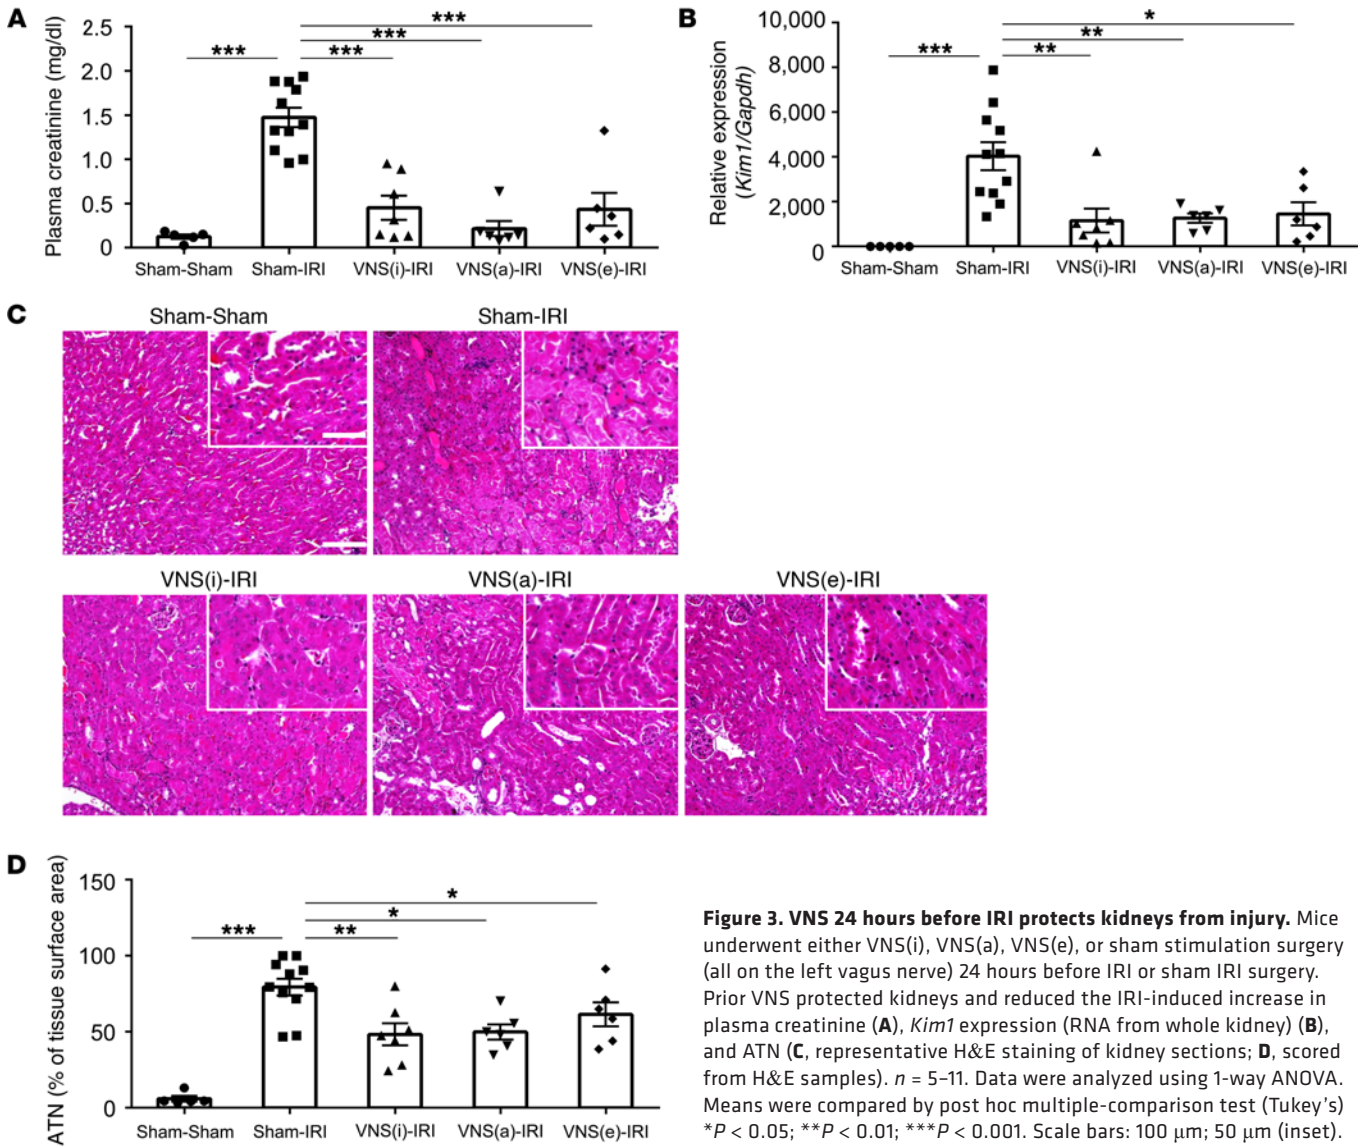 A
Plasma creatinine (mg/dl)
2.5
2.0
1.5
1.0
0.5
0
***
***
***
***
Sham-Sham Sham-IRI VNS(i)-IRI VNS(a)-IRI VNS(e)-IRI
B
Relative expression
(Kim1/Gapdh)
10,000
8,000
6,000
4,000
2,000
0
*
**
***
**
Sham-Sham Sham-IRI VNS(i)-IRI VNS(a)-IRI VNS(e)-IRI
C
Sham-Sham Sham-IRI
VNS(i)-IRI VNS(a)-IRI VNS(e)-IRI
D
ATN (% of tissue surface area)
150
100
50
0
*
*
***
**
Sham-Sham Sham-IRI VNS(i)-IRI VNS(a)-IRI VNS(e)-IRI
Figure 3. VNS 24 hours before IRI protects kidneys from injury. Mice
underwent either VNS(i), VNS(a), VNS(e), or sham stimulation surgery
(all on the left vagus nerve) 24 hours before IRI or sham IRI surgery.
Prior VNS protected kidneys and reduced the IRI-induced increase in
plasma creatinine (A), Kim1 expression (RNA from whole kidney) (B),
and ATN (C, representative H&E staining of kidney sections; D, scored
from H&E samples). n = 5–11. Data were analyzed using 1-way ANOVA.
Means were compared by post hoc multiple-comparison test (Tukey's)
*P < 0.05; **P < 0.01; ***P < 0.001. Scale bars: 100 μm; 50 μm (inset).